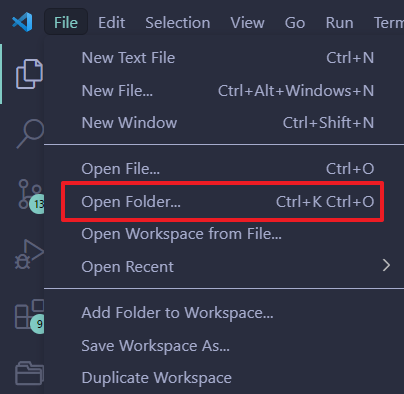 File Edit Selection View Go Run Term
New Text File Ctrl+N
New File... Ctrl+Alt+Windows+N
New Window Ctrl+Shift+N
Open File... Ctrl+O
Open Folder... Ctrl+K Ctrl+O
Open Workspace from File...
Open Recent
Add Folder to Workspace...
Save Workspace As...
Duplicate Workspace
13
9